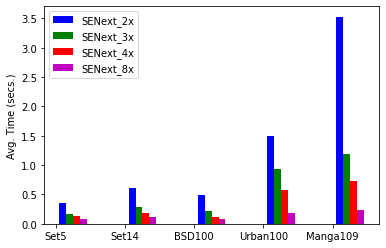 SENext_2x
SENext_3x
SENext_4x
SENext_8x
Avg. Time (secs.)
3.5
3.0
2.5
2.0
1.5
1.0
0.5
0.0
Set5 Set14 BSD100 Urban100 Manga109